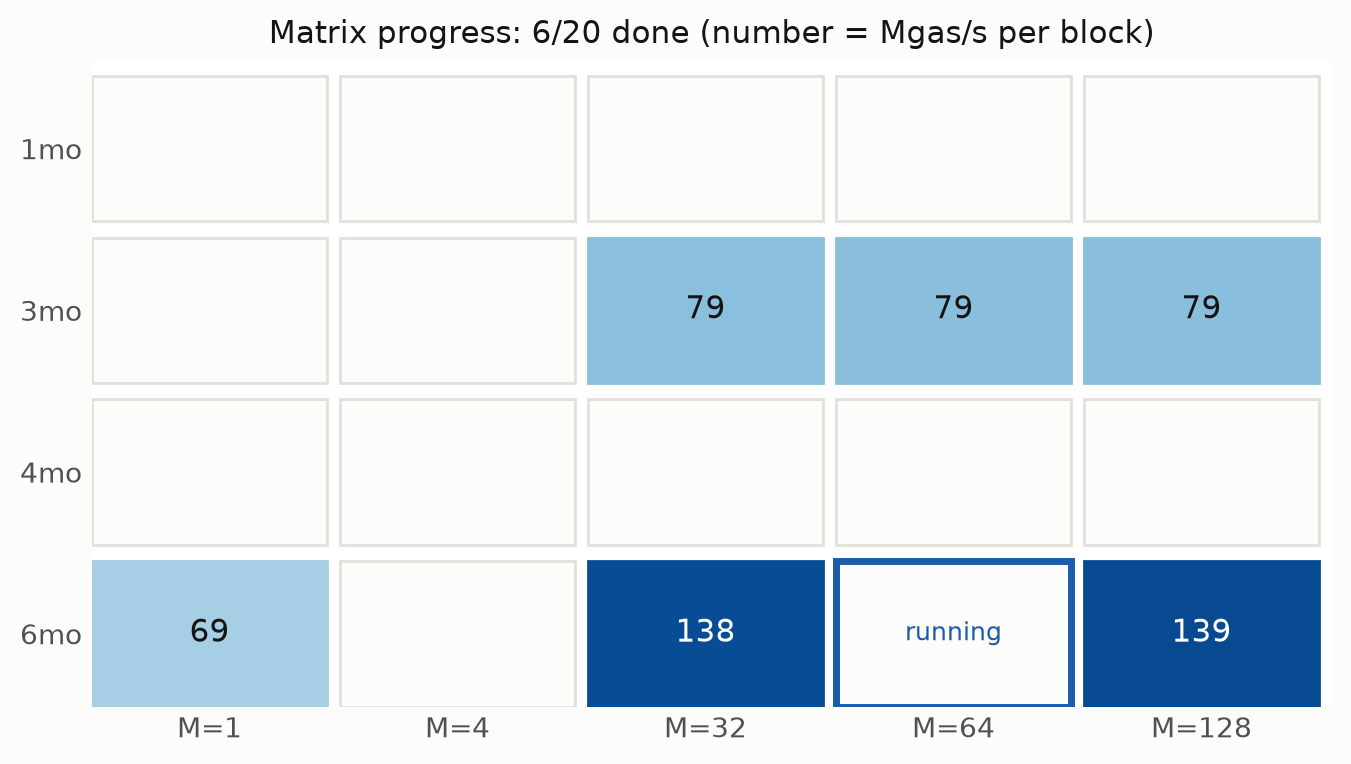 Matrix progress: 6/20 done (number = Mgas/s per block)
1mo
3mo 79 79 79
4mo
6mo 69 138 running 139
M=1 M=4 M=32 M=64 M=128